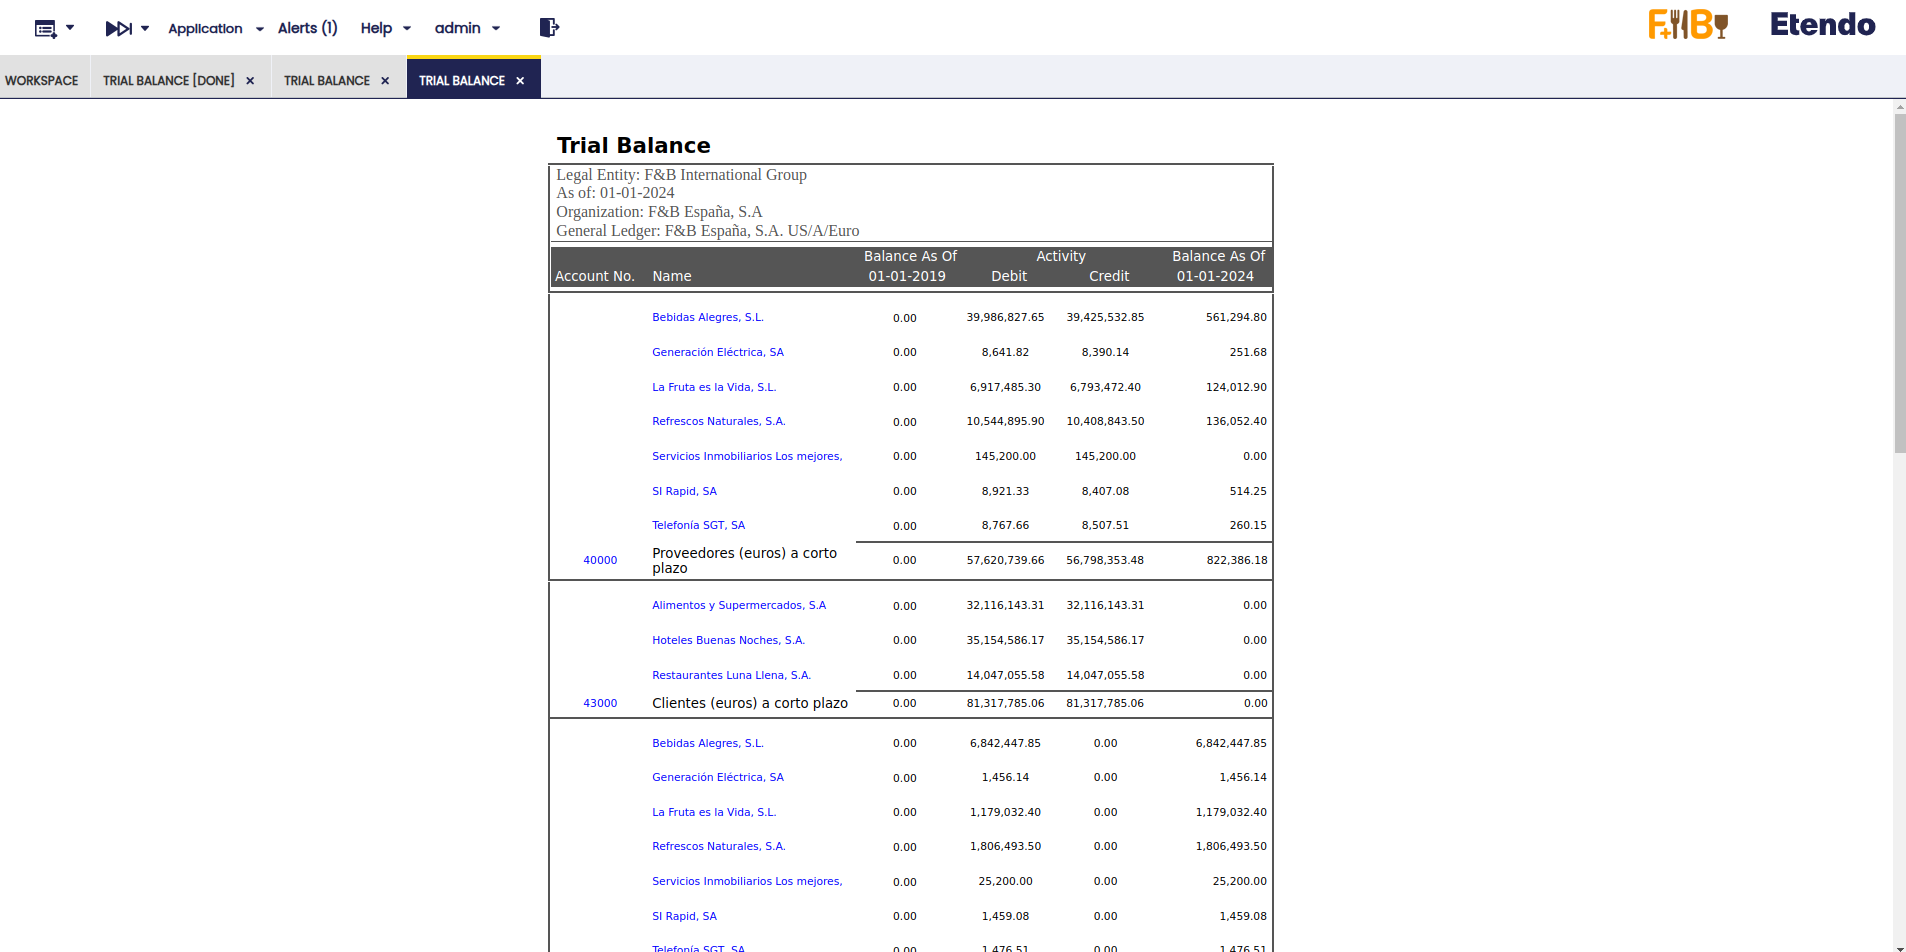 Application Alerts (1) Help admin F&B Etendo
WORKSPACE TRIAL BALANCE [DONE] × TRIAL BALANCE × TRIAL BALANCE ×
Trial Balance
Legal Entity: F&B International Group
As of: 01-01-2024
Organization: F&B España, S.A
General Ledger: F&B España, S.A. US/A/Euro
Balance As Of Activity Balance As Of
Account No. Name 01-01-2019 Debit Credit 01-01-2024
Bebidas Alegres, S.L. 0.00 39,986,827.65 39,425,532.85 561,294.80
Generación Eléctrica, SA 0.00 8,641.82 8,390.14 251.68
La Fruta es la Vida, S.L. 0.00 6,917,485.30 6,793,472.40 124,012.90
Refrescos Naturales, S.A. 0.00 10,544,895.90 10,408,843.50 136,052.40
Servicios Inmobiliarios Los mejores, 0.00 145,200.00 145,200.00 0.00
SI Rapid, SA 0.00 8,921.33 8,407.08 514.25
Telefonía SGT, SA 0.00 8,767.66 8,507.51 260.15
40000 Proveedores (euros) a corto 0.00 57,620,739.66 56,798,353.48 822,386.18
plazo
Alimentos y Supermercados, S.A 0.00 32,116,143.31 32,116,143.31 0.00
Hoteles Buenas Noches, S.A. 0.00 35,154,586.17 35,154,586.17 0.00
Restaurantes Luna Llena, S.A. 0.00 14,047,055.58 14,047,055.58 0.00
43000 Clientes (euros) a corto plazo 0.00 81,317,785.06 81,317,785.06 0.00
Bebidas Alegres, S.L. 0.00 6,842,447.85 0.00 6,842,447.85
Generación Eléctrica, SA 0.00 1,456.14 0.00 1,456.14
La Fruta es la Vida, S.L. 0.00 1,179,032.40 0.00 1,179,032.40
Refrescos Naturales, S.A. 0.00 1,806,493.50 0.00 1,806,493.50
Servicios Inmobiliarios Los mejores, 0.00 25,200.00 0.00 25,200.00
SI Rapid, SA 0.00 1,459.08 0.00 1,459.08
Telefonía SGT, SA 0.00 1,476.51 0.00 1,476.51